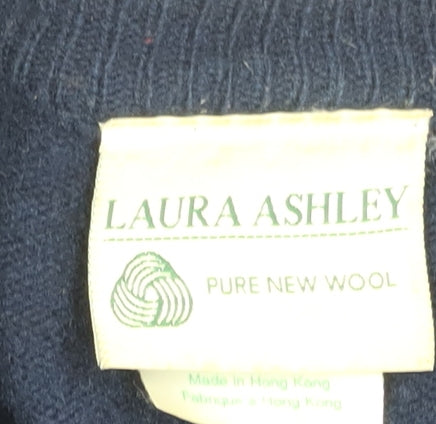 LAURA ASHLEY
PURE NEW WOOL
Made in Hong Kong
Fabriqué à Hong Kong